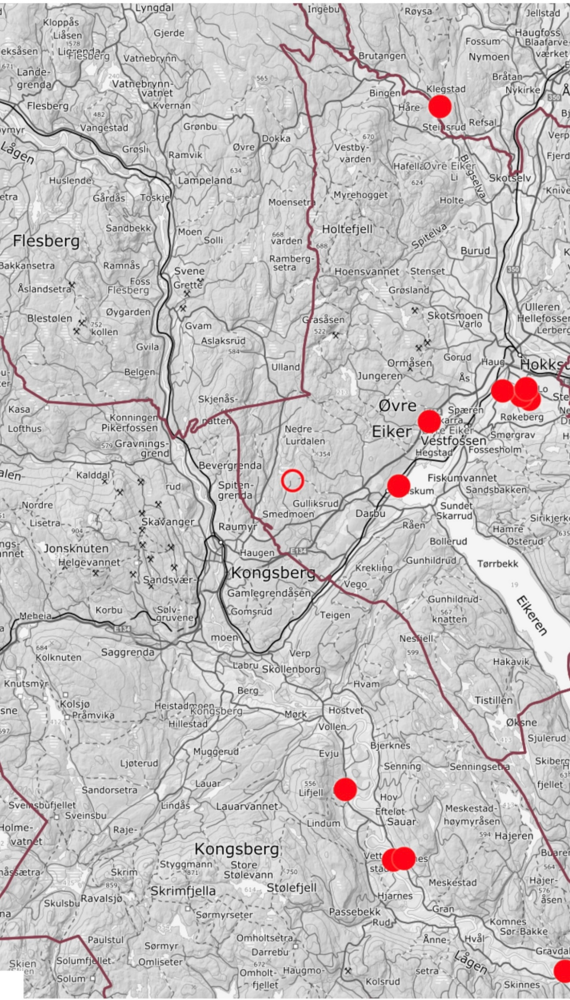 Lyngdal
Ingebu
Røysa
Jellstad
Kloppås
Liåsen
578
Gjerde
Haugfoss
Blaafarve-
værket
Fossum
Nymoen
Brutangen
Flesberg
Vatnebrynn
671
Lande-
grenda
240
Vatnebrynn-
vatnet
565
Bråtan
Nykirke
350
Klegstad
Bingen
Håre
Flesberg
Kvernan
482
Vangestad
Grønbu
Refsal
Steinsrud
Lågen
Grøsli
Ramvik
Øvre
Dokka
670
Vestby-
varden
634
Øvre Eiker
Li
Bingselva
624
Skotselv
Huslende
Lampeland
Gårdås
Toskje
Moensetra
Myrehogget
Holte
Sandbekk
Moen
Solli
668
varden
Holtefjell
688
Spitelva
Burud
Flesberg
Bakkansetra
Ramnås
Svene
Ramberg-
setra
Hoensvannet
Stenset
350
Åslandsetra
Foss
Flesberg
Grette
Grøsland
Øygarden
Blestølen
752
kollen
Gvam
Grasåsen
522
Skotsmoen
Varlo
Ulleren
Gvila
Aslaksrud
584
Gorud
Ormåsen
Haug
Belgen
Ulland
Jungeren
Ås
213
Lo
Skjenås-
natten
Øvre
Eiker
Spæren
Røkeberg
Kasa
Lofthus
Konningen
Pikerfossen
Nedre
Lurdalen
Øvre Eiker
Smørgrav
579
Gravnings-
grend
354
Vestfossen
Hegstad
Fossesholm
Kalddal
Bevergrenda
rud
Spiten-
grenda
Fiskumvannet
Sandsbakken
Nordre
Gulliksrud
Smedmoen
Darbu
Sundet
Skarrud
Lisetra
Skavanger
904
Raumyr
Råen
Hamre
Østerud
635
Jonsknuten
515
Helgevannet
Haugen
E134
Bollerud
Gunhildrud
Tørrbekk
Kongsberg
Krekling
Sandsvær-
Vego
19
Gamlegrendåsen
Gunhildrud-
567
knatten
Eikeren
Korbu
Sølv-
gruvene
Gomsrud
Teigen
Meheia
E134
moen
Nesfjell
599
684
Kolknuten
Saggrenda
Verp
Labru
Skollenborg
Hakavik
Knutsmyr
Berg
Hvam
Kolsjø
Pråmvika
412
Heistadmoen
Kongsberg
Hillestad
Mørk
Hostvet
Vollen
Tistillen
Øksne
413
Sjulerud
Muggerud
Evju
Bjerknes
Ljøterud
Senning
Senningsetra
Sandorsetra
Lauar
556
Lifjell
fjellet
Sveinsbufjellet
Lindås
Lauarvannet
Hov
Efteløt
Sauar
Meskestad-
høymyråsen
413
Sveinsbu
Raje-
Lindum
594
Hajeren
Holme-
vatnet
Kongsberg
Styggmann
871
Store
Stølevann
750
564
Skrim
859
425
Skrimfjella
614
Stølefjell
Meskestad
Hajer-
576
åsen
Skulsbu
Ravalsjø
Hjarnes
Sørmyrseter
Passebekk
Rud
Gran
Komnes
Sør-Bakke
554
Paulstul
Sørmyr
Omholtsetra
Darrebu
Ånne-
Hvål
Lågen
Skien
Solumfjellet
Omliseter
672
Omholt-
fjellet
Haugmo-
setra
Solum
Kolsrud
Skinnes